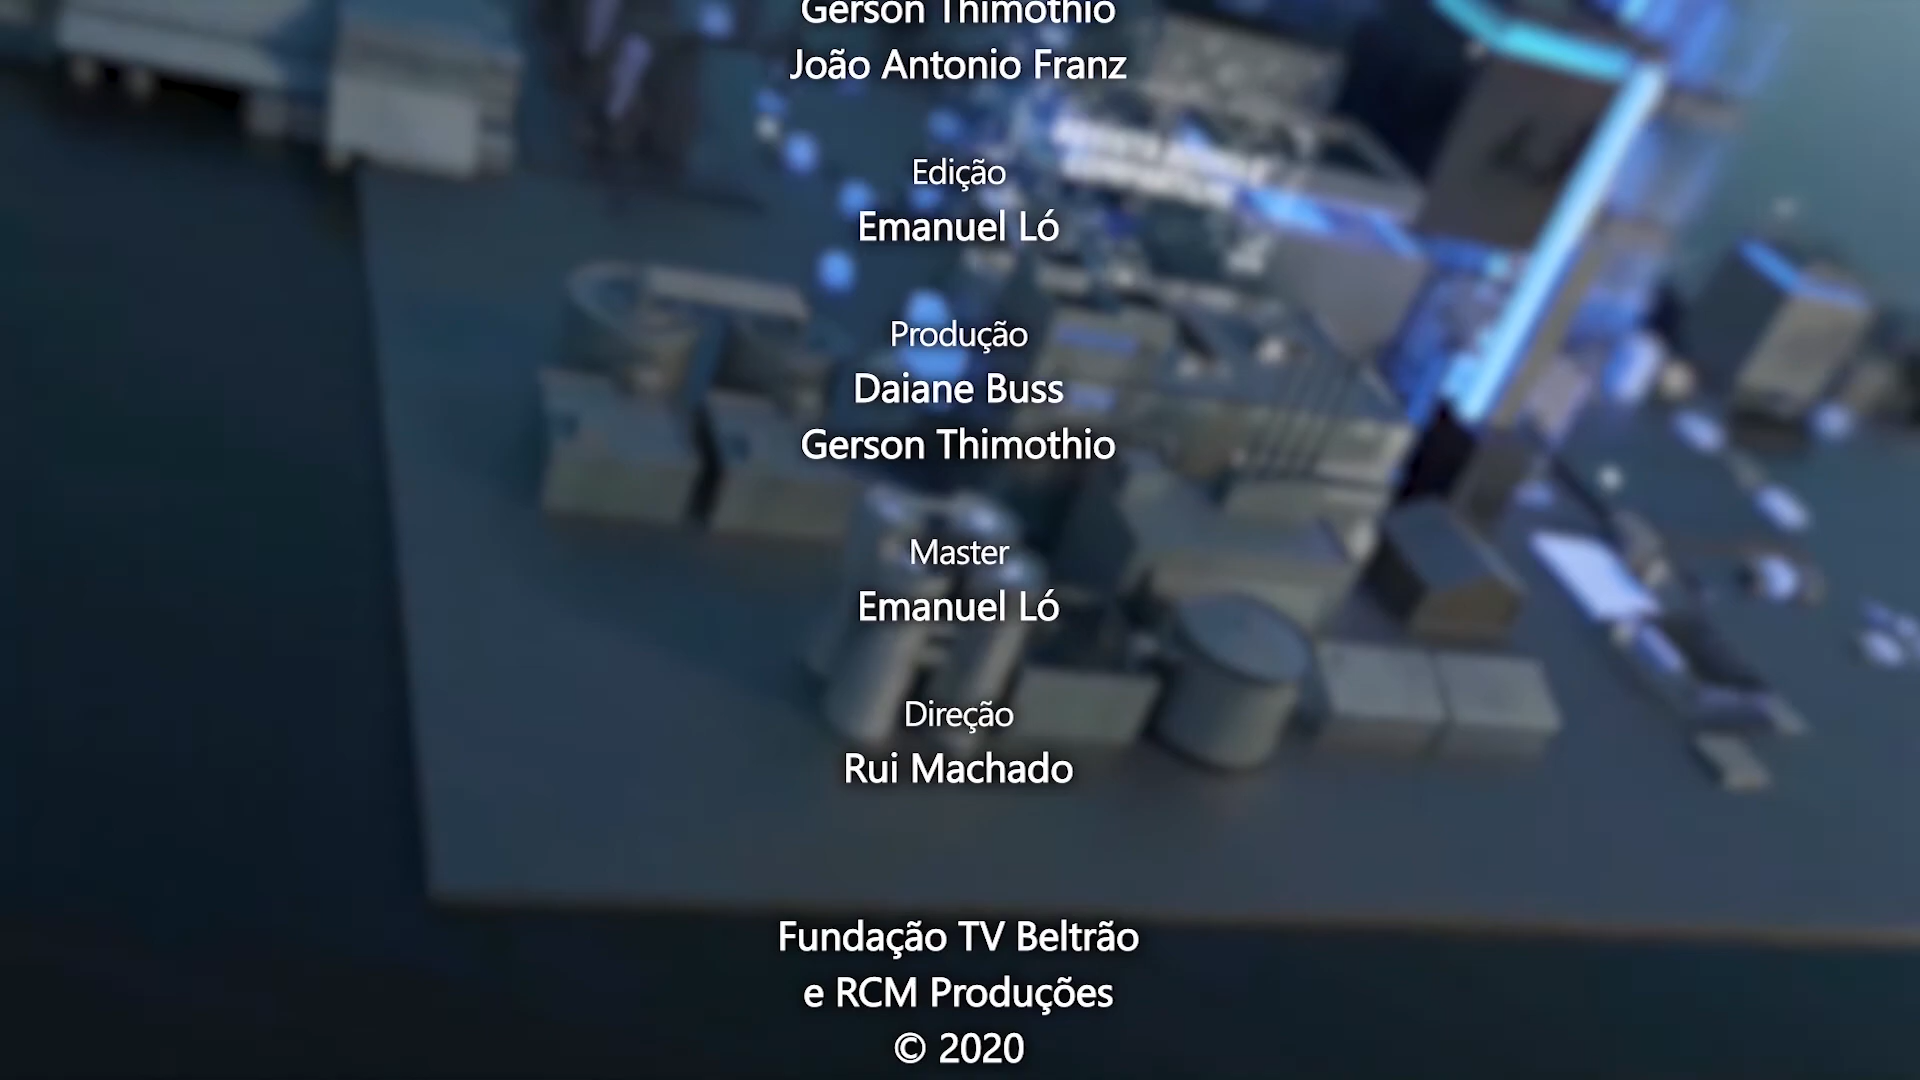 Gerson Thimothio
João Antonio Franz
Edição
Emanuel Ló
Produção
Daiane Buss
Gerson Thimothio
Master
Emanuel Ló
Direção
Rui Machado
Fundação TV Beltrão
e RCM Produções
© 2020